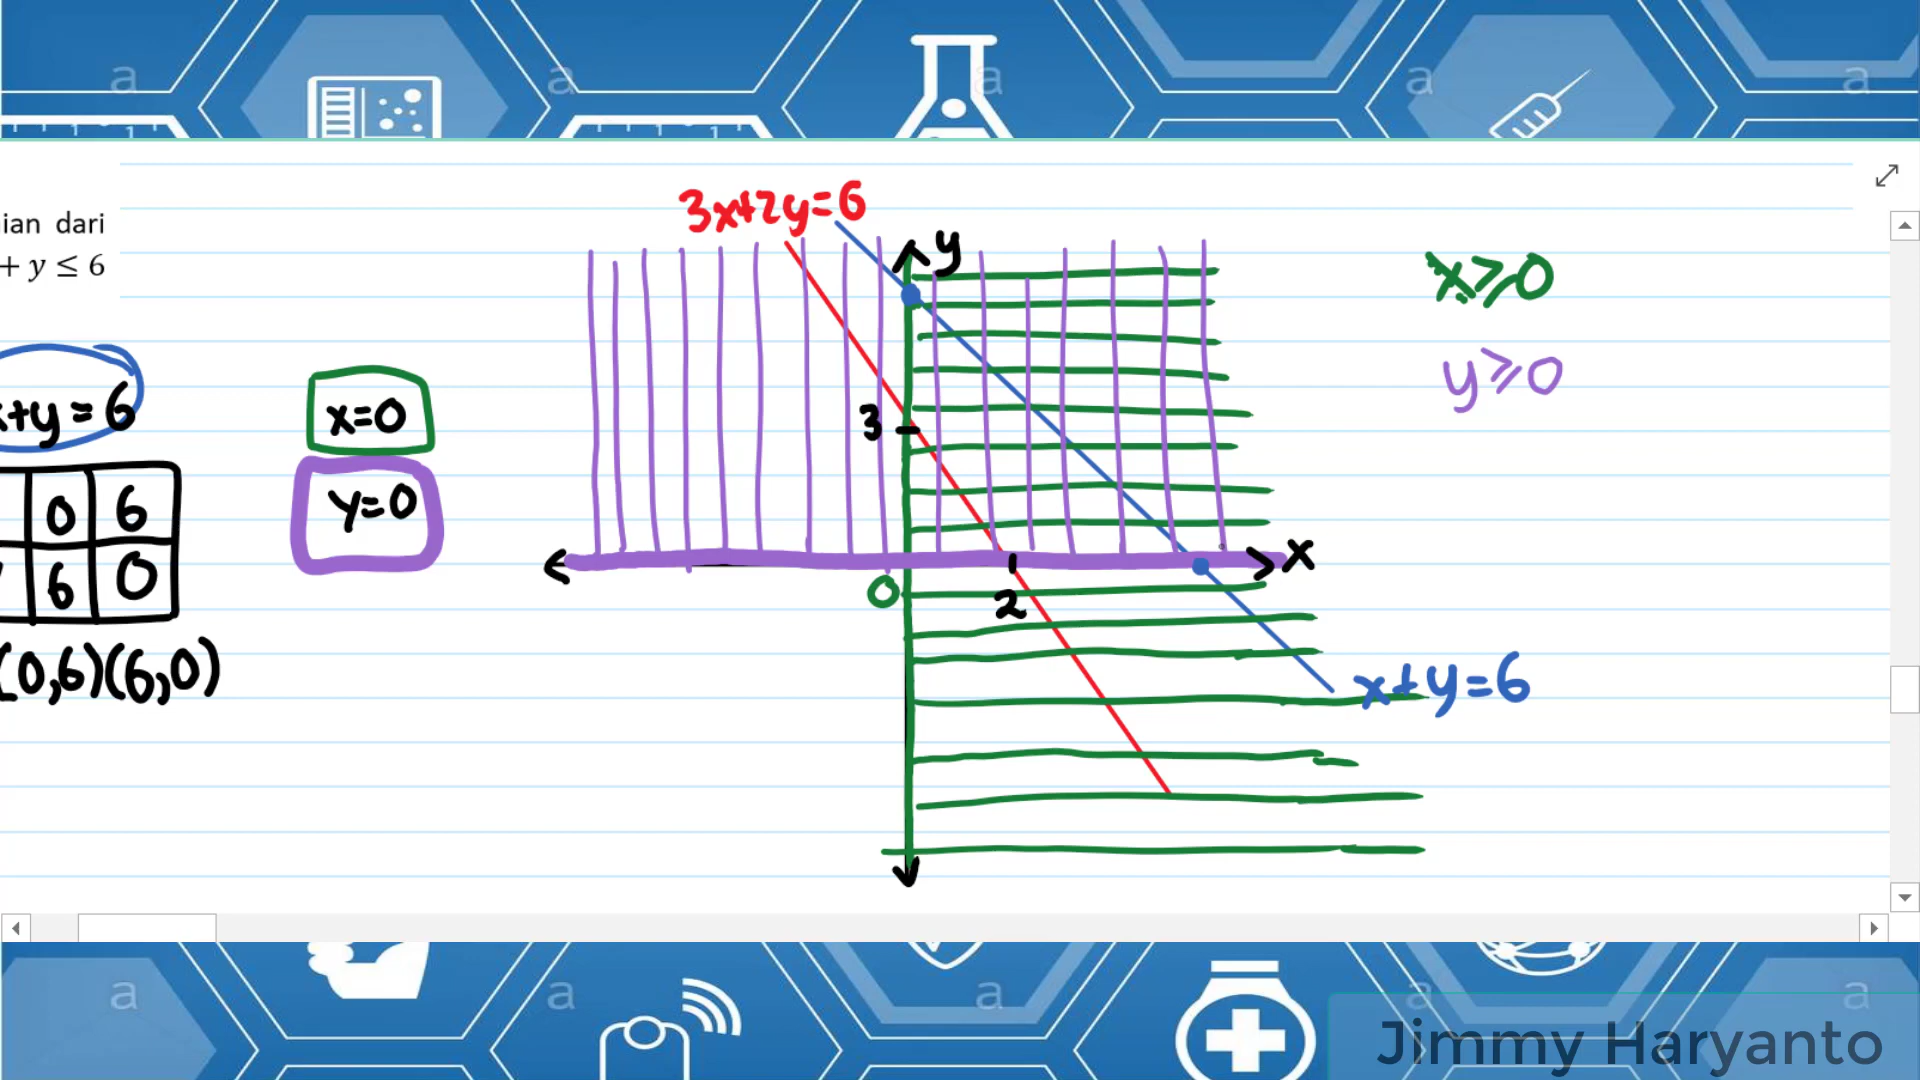 ian dari
+ y ≤ 6
x+y=6
0 6
6 0
(0,6)(6,0)
x=0
y=0
3x+2y=6
y
3
0
2
x
x+y=6
x≥0
y≥0
Jimmy Haryanto